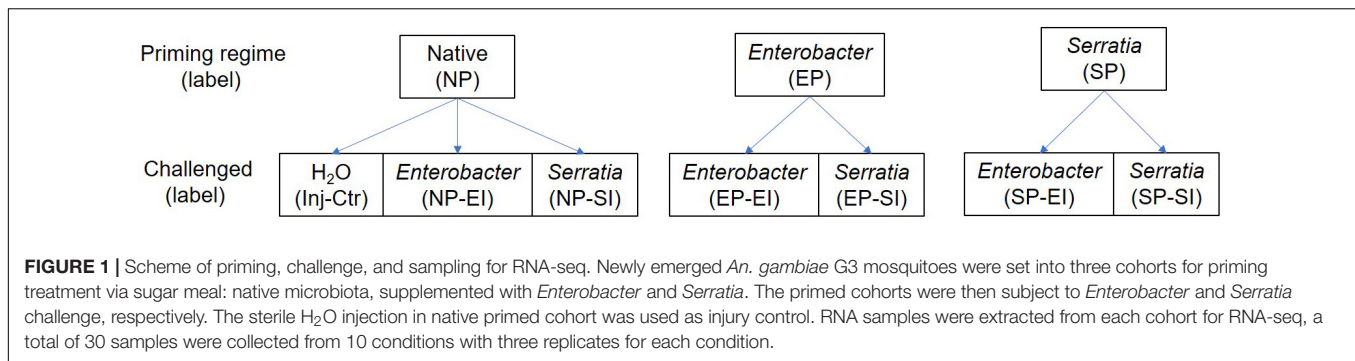 Priming regime Native Enterobacter Serratia
(label) (NP) (EP) (SP)
Challenged H₂O Enterobacter Serratia Enterobacter Serratia Enterobacter Serratia
(label) (Inj-Ctr) (NP-EI) (NP-SI) (EP-EI) (EP-SI) (SP-EI) (SP-SI)
FIGURE 1 | Scheme of priming, challenge, and sampling for RNA-seq. Newly emerged An. gambiae G3 mosquitoes were set into three cohorts for priming
treatment via sugar meal: native microbiota, supplemented with Enterobacter and Serratia. The primed cohorts were then subject to Enterobacter and Serratia
challenge, respectively. The sterile H₂O injection in native primed cohort was used as injury control. RNA samples were extracted from each cohort for RNA-seq, a
total of 30 samples were collected from 10 conditions with three replicates for each condition.